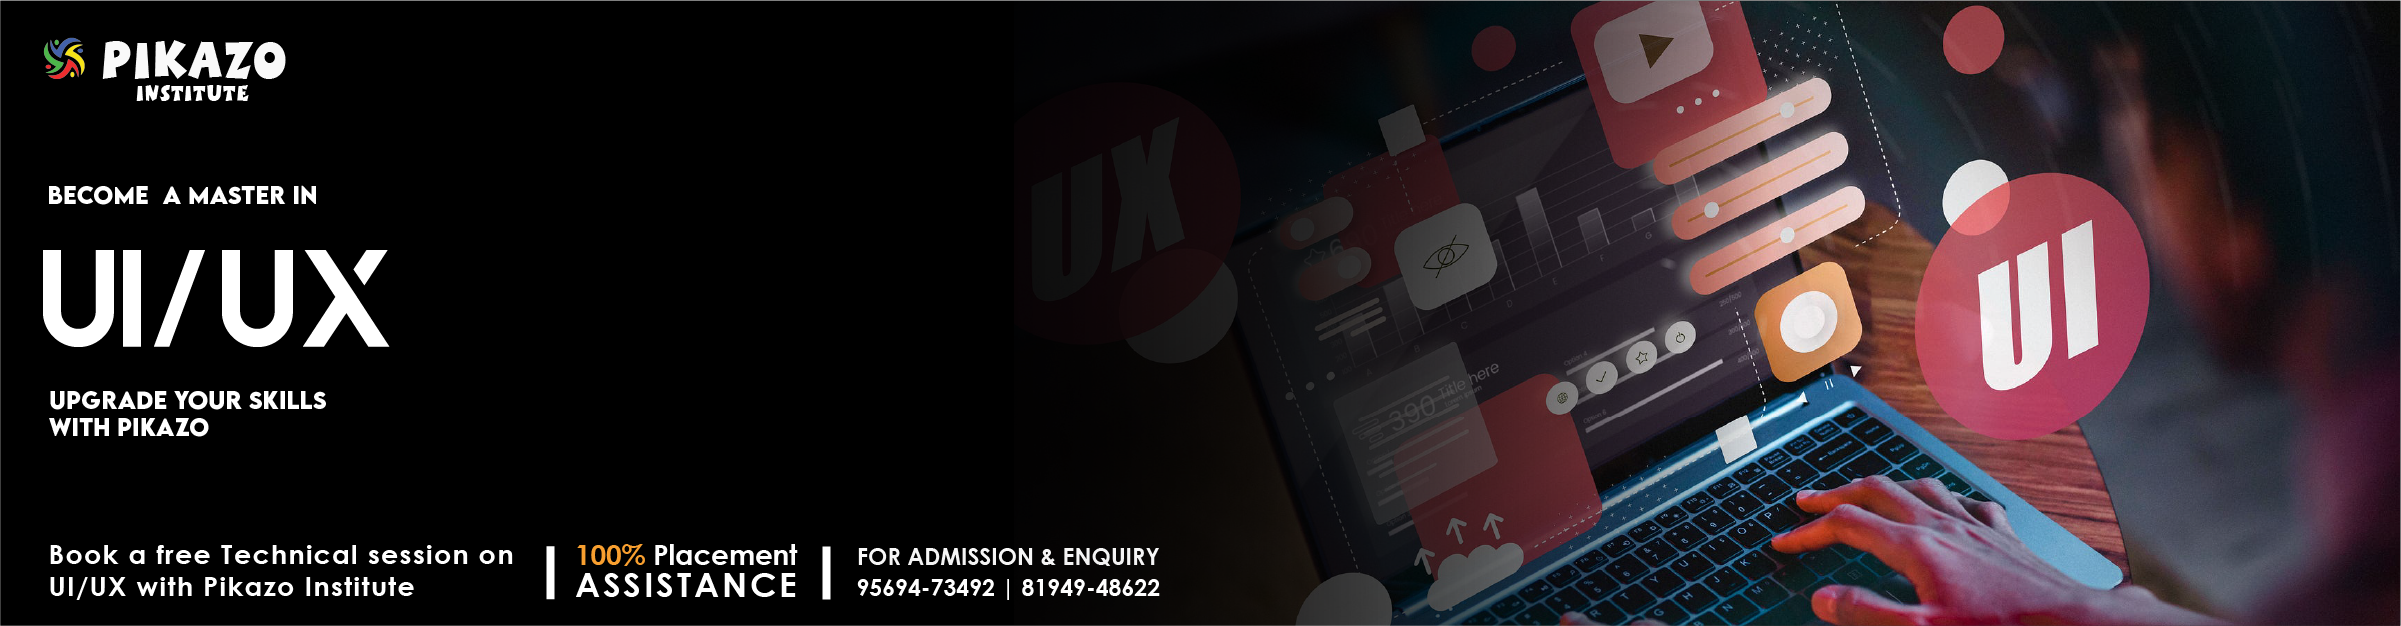 PIKAZO
INSTITUTE
BECOME A MASTER IN
UI/UX
UPGRADE YOUR SKILLS
WITH PIKAZO
Book a free Technical session on
UI/UX with Pikazo Institute
100% Placement
ASSISTANCE
FOR ADMISSION & ENQUIRY
95694-73492 | 81949-48622
UX
UI
6
390
Title here